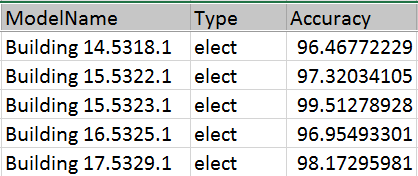 ModelName Type Accuracy
Building 14.5318.1 elect 96.46772229
Building 15.5322.1 elect 97.32034105
Building 15.5323.1 elect 99.51278928
Building 16.5325.1 elect 96.95493301
Building 17.5329.1 elect 98.17295981